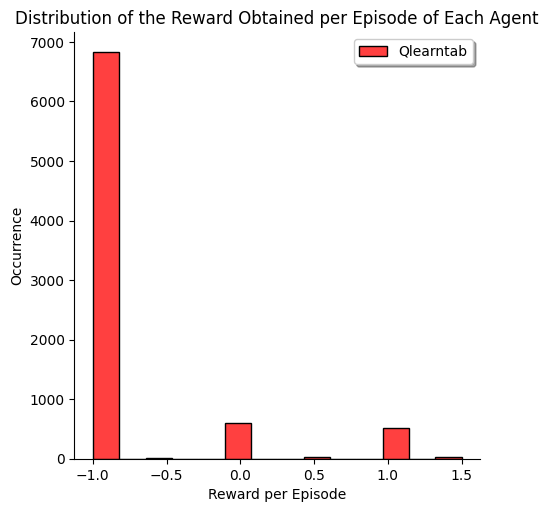 Distribution of the Reward Obtained per Episode of Each Agent
Qlearntab
7000
6000
5000
4000
3000
2000
1000
0
Occurrence
−1.0 −0.5 0.0 0.5 1.0 1.5
Reward per Episode